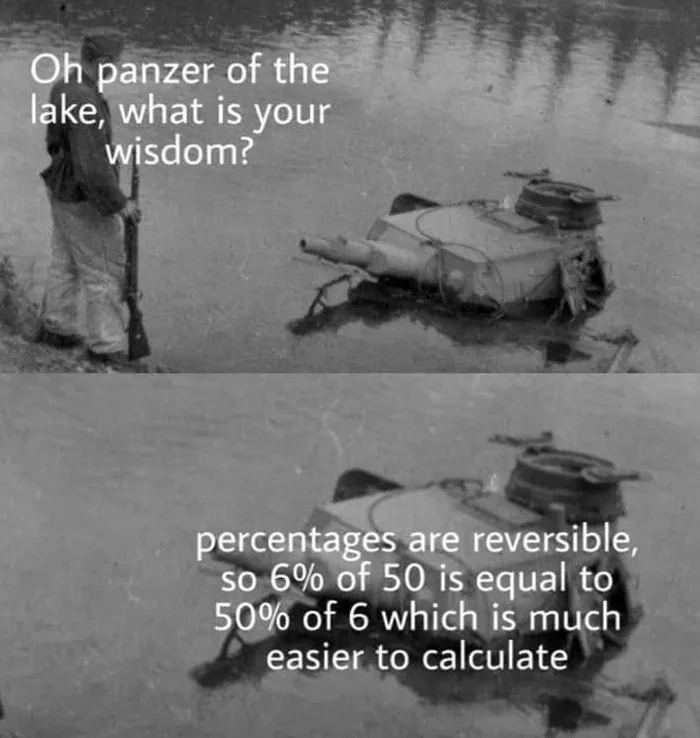 Oh panzer of the
lake, what is your
wisdom?
percentages are reversible,
so 6% of 50 is equal to
50% of 6 which is much
easier to calculate